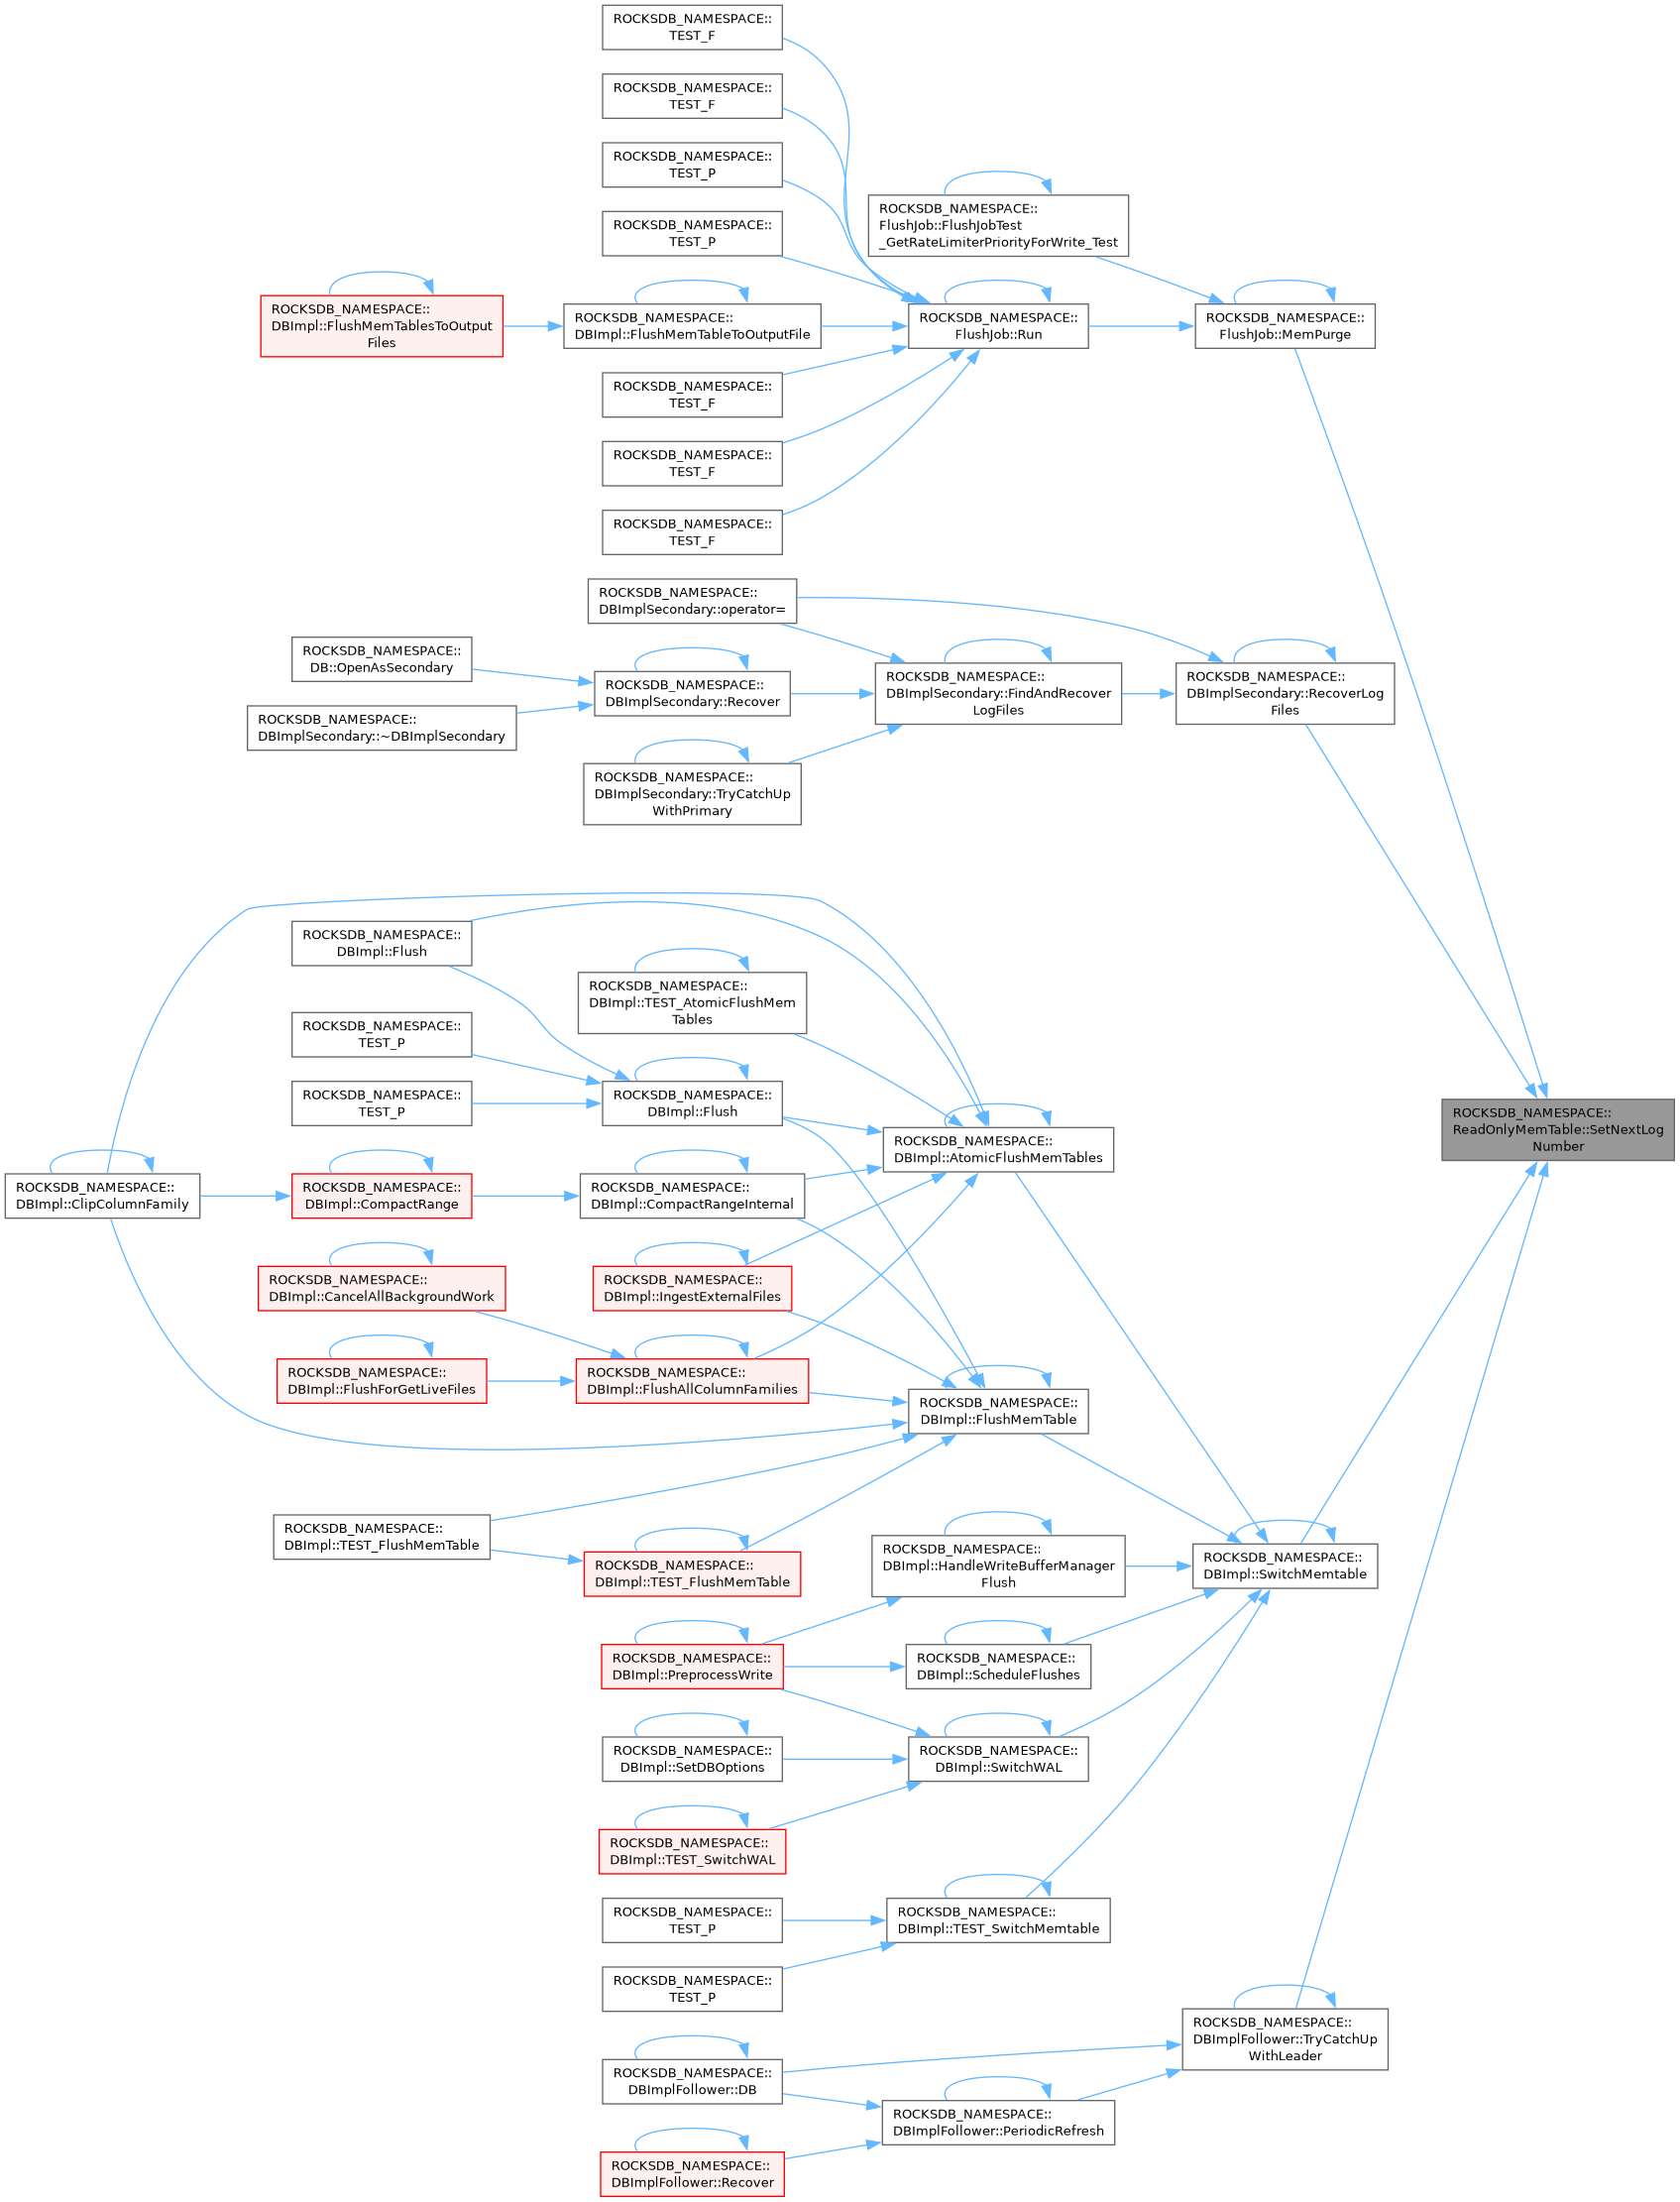 ROCKSDB_NAMESPACE::
TEST_F
ROCKSDB_NAMESPACE::
TEST_F
ROCKSDB_NAMESPACE::
TEST_P
ROCKSDB_NAMESPACE::
TEST_P
ROCKSDB_NAMESPACE::
FlushJob::FlushJobTest
_GetRateLimiterPriorityForWrite_Test
ROCKSDB_NAMESPACE::
DBImpl::FlushMemTablesToOutput
Files
ROCKSDB_NAMESPACE::
DBImpl::FlushMemTableToOutputFile
ROCKSDB_NAMESPACE::
FlushJob::Run
ROCKSDB_NAMESPACE::
FlushJob::MemPurge
ROCKSDB_NAMESPACE::
TEST_F
ROCKSDB_NAMESPACE::
TEST_F
ROCKSDB_NAMESPACE::
TEST_F
ROCKSDB_NAMESPACE::
DBImplSecondary::operator=
ROCKSDB_NAMESPACE::
DB::OpenAsSecondary
ROCKSDB_NAMESPACE::
DBImplSecondary::~DBImplSecondary
ROCKSDB_NAMESPACE::
DBImplSecondary::Recover
ROCKSDB_NAMESPACE::
DBImplSecondary::FindAndRecover
LogFiles
ROCKSDB_NAMESPACE::
DBImplSecondary::RecoverLog
Files
ROCKSDB_NAMESPACE::
DBImplSecondary::TryCatchUp
WithPrimary
ROCKSDB_NAMESPACE::
DBImpl::Flush
ROCKSDB_NAMESPACE::
DBImpl::TEST_AtomicFlushMem
Tables
ROCKSDB_NAMESPACE::
TEST_P
ROCKSDB_NAMESPACE::
TEST_P
ROCKSDB_NAMESPACE::
DBImpl::Flush
ROCKSDB_NAMESPACE::
DBImpl::AtomicFlushMemTables
ROCKSDB_NAMESPACE::
ReadOnlyMemTable::SetNextLog
Number
ROCKSDB_NAMESPACE::
DBImpl::ClipColumnFamily
ROCKSDB_NAMESPACE::
DBImpl::CompactRange
ROCKSDB_NAMESPACE::
DBImpl::CompactRangeInternal
ROCKSDB_NAMESPACE::
DBImpl::CancelAllBackgroundWork
ROCKSDB_NAMESPACE::
DBImpl::IngestExternalFiles
ROCKSDB_NAMESPACE::
DBImpl::FlushForGetLiveFiles
ROCKSDB_NAMESPACE::
DBImpl::FlushAllColumnFamilies
ROCKSDB_NAMESPACE::
DBImpl::FlushMemTable
ROCKSDB_NAMESPACE::
DBImpl::TEST_FlushMemTable
ROCKSDB_NAMESPACE::
DBImpl::TEST_FlushMemTable
ROCKSDB_NAMESPACE::
DBImpl::HandleWriteBufferManager
Flush
ROCKSDB_NAMESPACE::
DBImpl::SwitchMemtable
ROCKSDB_NAMESPACE::
DBImpl::PreprocessWrite
ROCKSDB_NAMESPACE::
DBImpl::ScheduleFlushes
ROCKSDB_NAMESPACE::
DBImpl::SetDBOptions
ROCKSDB_NAMESPACE::
DBImpl::SwitchWAL
ROCKSDB_NAMESPACE::
DBImpl::TEST_SwitchWAL
ROCKSDB_NAMESPACE::
TEST_P
ROCKSDB_NAMESPACE::
DBImpl::TEST_SwitchMemtable
ROCKSDB_NAMESPACE::
TEST_P
ROCKSDB_NAMESPACE::
DBImplFollower::TryCatchUp
WithLeader
ROCKSDB_NAMESPACE::
DBImplFollower::DB
ROCKSDB_NAMESPACE::
DBImplFollower::PeriodicRefresh
ROCKSDB_NAMESPACE::
DBImplFollower::Recover